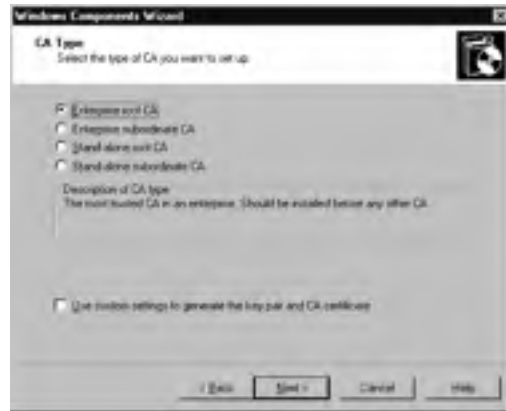 Windows Components Wizard
CA Type
Select the type of CA you want to set up.
Enterprise root CA
Enterprise subordinate CA
Stand-alone root CA
Stand-alone subordinate CA
Description of CA type
The most trusted CA in an enterprise. Should be installed before any other CA.
Use custom settings to generate the key pair and CA certificate
< Back
Next >
Cancel
Help